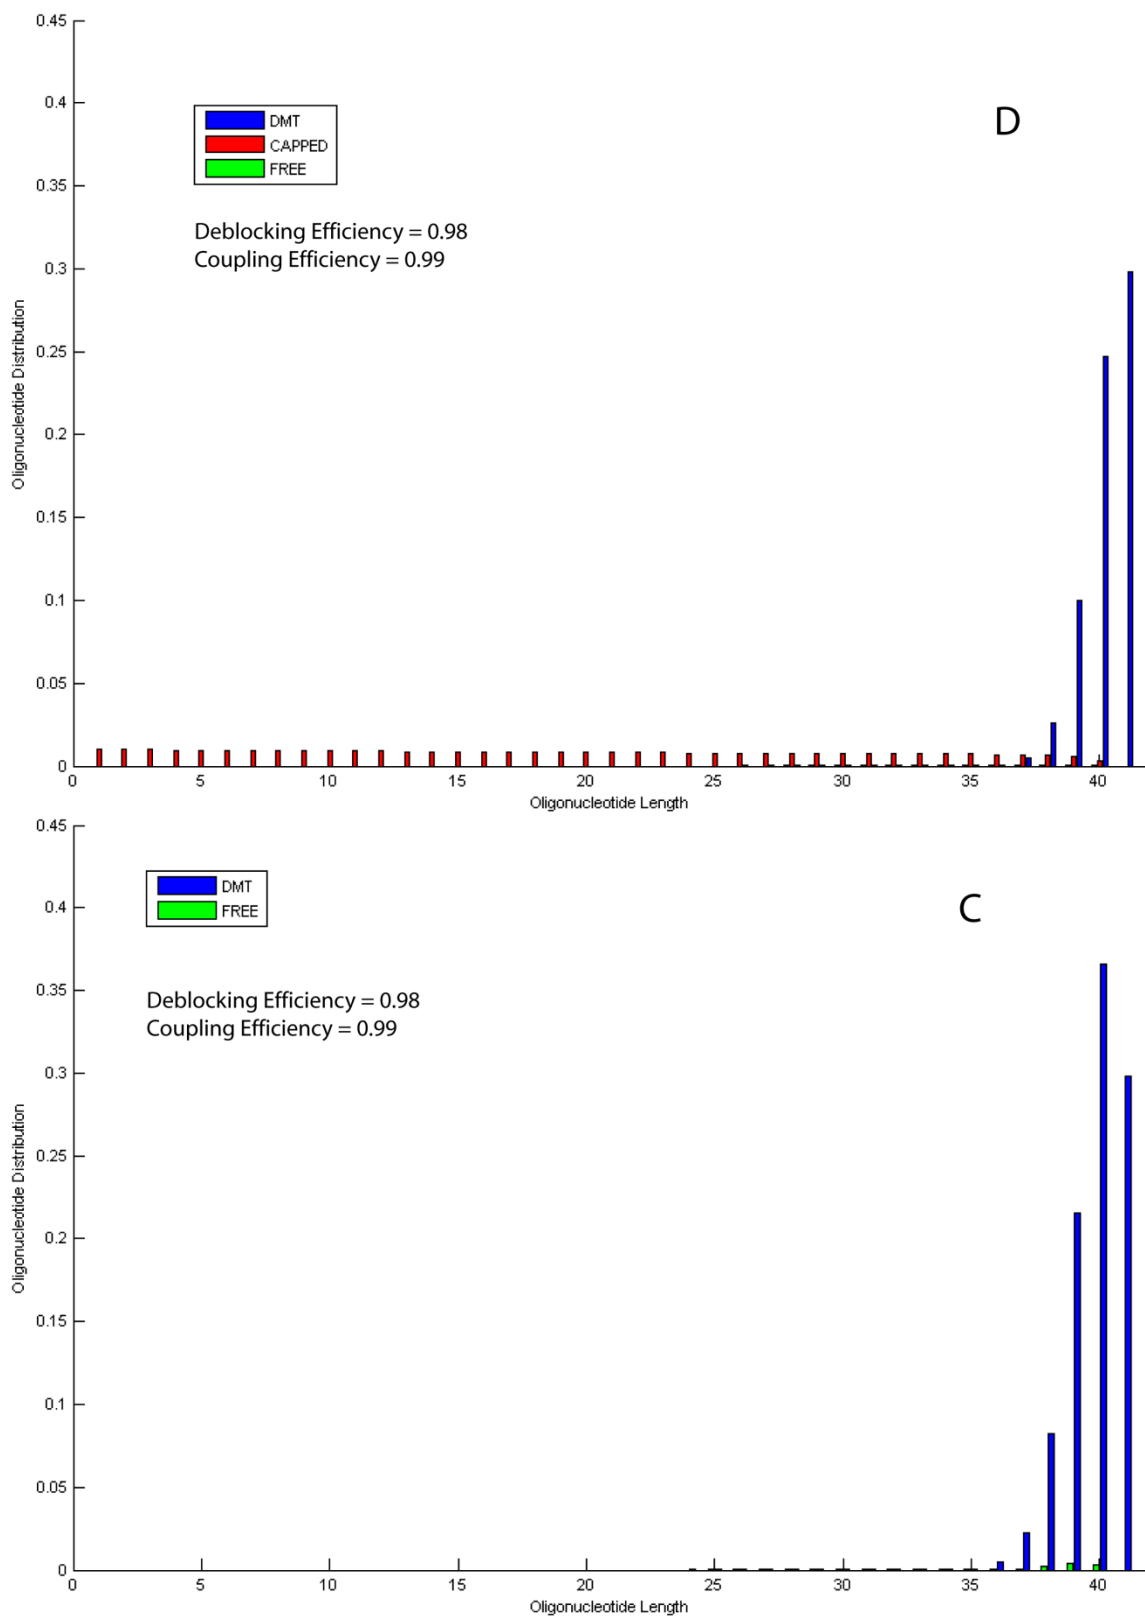 0.45
0.4
0.35
0.3
0.25
0.2
0.15
0.1
0.05
0
Oligonucleotide Distribution
DMT
CAPPED
FREE
D
Deblocking Efficiency = 0.98
Coupling Efficiency = 0.99
0 5 10 15 20 25 30 35 40
Oligonucleotide Length
0.45
0.4
0.35
0.3
0.25
0.2
0.15
0.1
0.05
0
Oligonucleotide Distribution
DMT
FREE
C
Deblocking Efficiency = 0.98
Coupling Efficiency = 0.99
0 5 10 15 20 25 30 35 40
Oligonucleotide Length